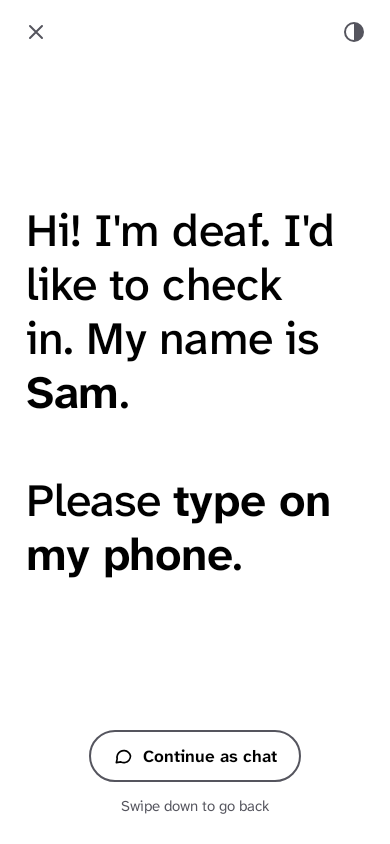 Hi! I'm deaf. I'd
like to check
in. My name is
Sam.
Please type on
my phone.
Continue as chat
Swipe down to go back